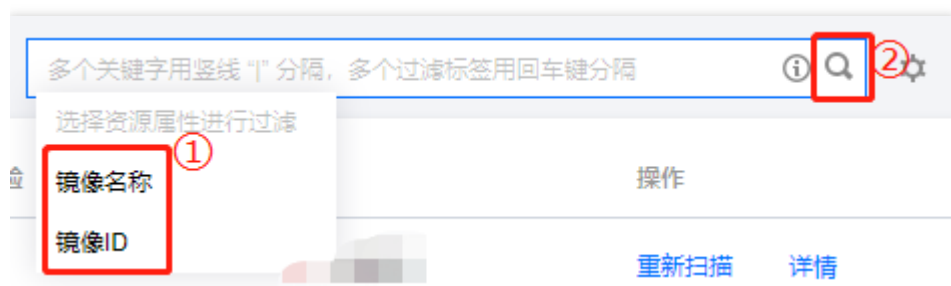 多个关键字用竖线 "|" 分隔，多个过滤标签用回车键分隔
②
选择资源属性进行过滤
①
验 镜像名称 操作
镜像ID
重新扫描 详情